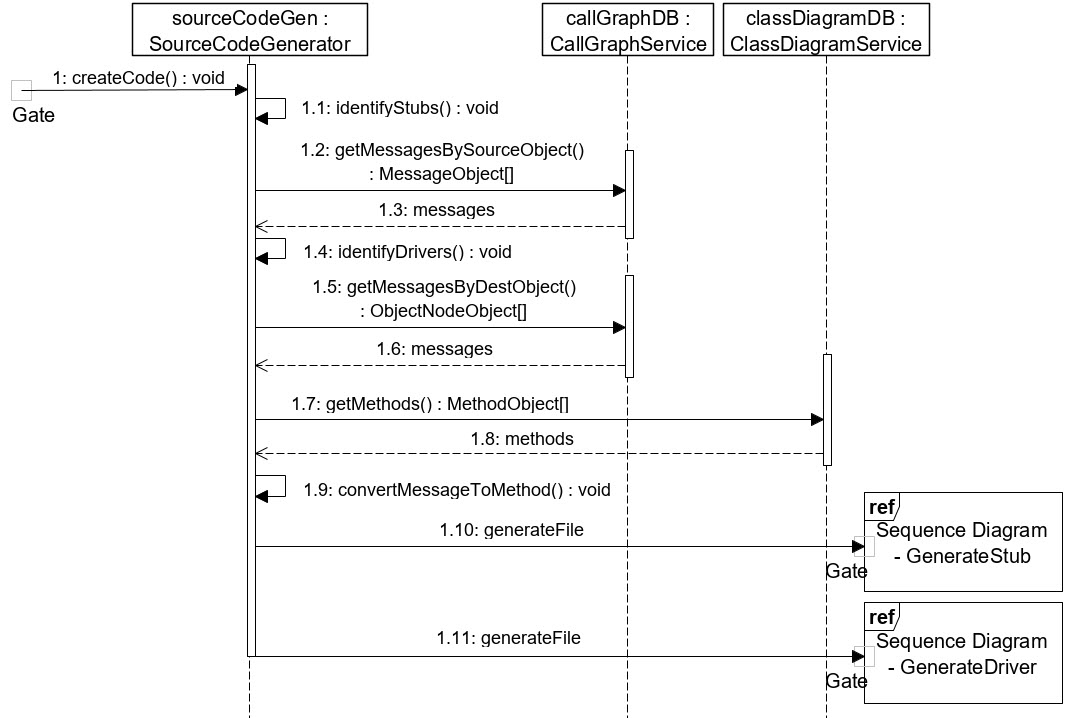 sourceCodeGen :
SourceCodeGenerator
callGraphDB :
CallGraphService
classDiagramDB :
ClassDiagramService
1: createCode() : void
Gate
1.1: identifyStubs() : void
1.2: getMessagesBySourceObject()
: MessageObject[]
1.3: messages
1.4: identifyDrivers() : void
1.5: getMessagesByDestObject()
: ObjectNodeObject[]
1.6: messages
1.7: getMethods() : MethodObject[]
1.8: methods
1.9: convertMessageToMethod() : void
1.10: generateFile
ref
Sequence Diagram
- GenerateStub
Gate
1.11: generateFile
ref
Sequence Diagram
- GenerateDriver
Gate